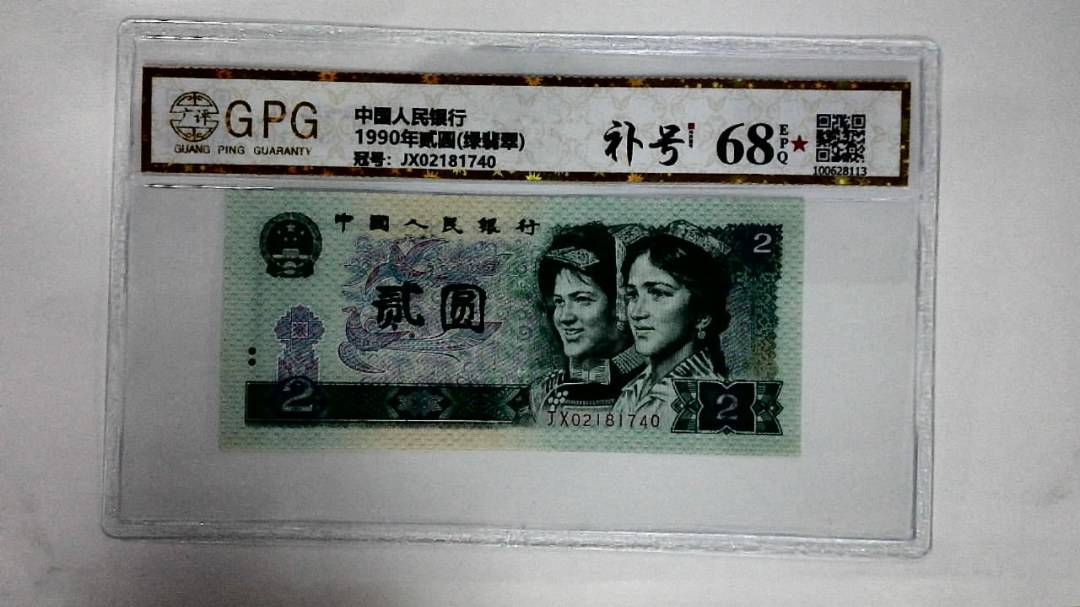 GPG
广评
GUANG PING GUARANTY
中国人民银行
1990年贰圆(绿翡翠)
冠号: JX02181740
补号
68
EPQ
100628113
中国人民银行
2
贰圆
2
JX02181740
2